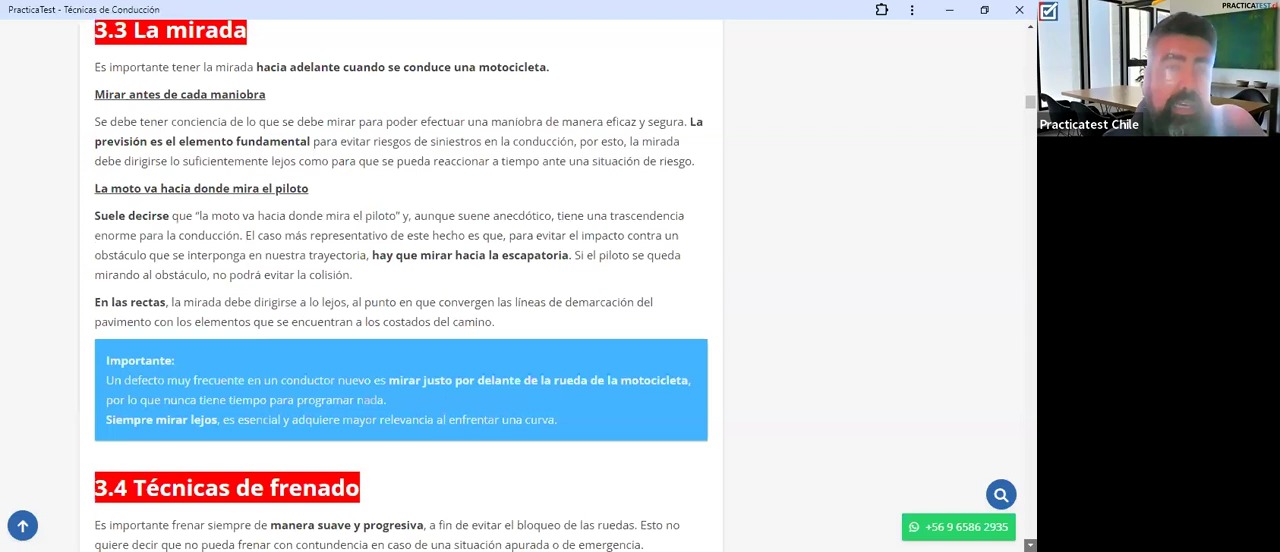 PracticaTest - Técnicas de Conducción
3.3 La mirada
Es importante tener la mirada hacia adelante cuando se conduce una motocicleta.
Mirar antes de cada maniobra
Se debe tener conciencia de lo que se debe mirar para poder efectuar una maniobra de manera eficaz y segura. La
previsión es el elemento fundamental para evitar riesgos de siniestros en la conducción, por esto, la mirada
debe dirigirse lo suficientemente lejos como para que se pueda reaccionar a tiempo ante una situación de riesgo.
La moto va hacia donde mira el piloto
Suele decirse que “la moto va hacia donde mira el piloto” y, aunque suene anecdótico, tiene una trascendencia
enorme para la conducción. El caso más representativo de este hecho es que, para evitar el impacto contra un
obstáculo que se interponga en nuestra trayectoria, hay que mirar hacia la escapatoria. Si el piloto se queda
mirando al obstáculo, no podrá evitar la colisión.
En las rectas, la mirada debe dirigirse a lo lejos, al punto en que convergen las líneas de demarcación del
pavimento con los elementos que se encuentran a los costados del camino.
Importante:
Un defecto muy frecuente en un conductor nuevo es mirar justo por delante de la rueda de la motocicleta,
por lo que nunca tiene tiempo para programar nada.
Siempre mirar lejos, es esencial y adquiere mayor relevancia al enfrentar una curva.
3.4 Técnicas de frenado
Es importante frenar siempre de manera suave y progresiva, a fin de evitar el bloqueo de las ruedas. Esto no
quiere decir que no pueda frenar con contundencia en caso de una situación apurada o de emergencia.
+56 9 6586 2935
PRACTICATEST
Practicatest Chile